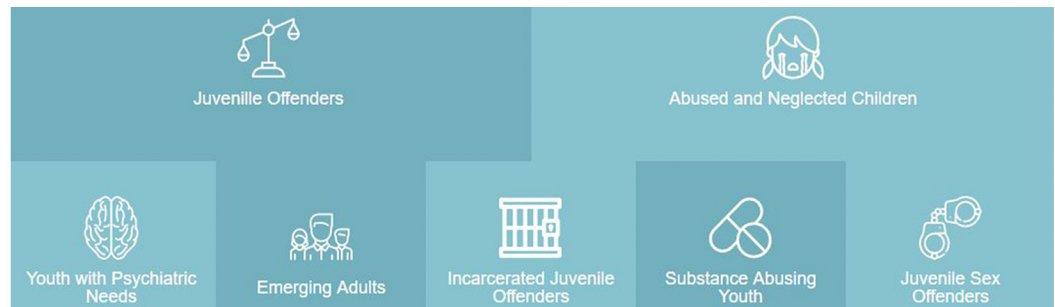 Juvenille Offenders
Abused and Neglected Children
Youth with Psychiatric
Needs
Emerging Adults
Incarcerated Juvenile
Offenders
Substance Abusing
Youth
Juvenile Sex
Offenders